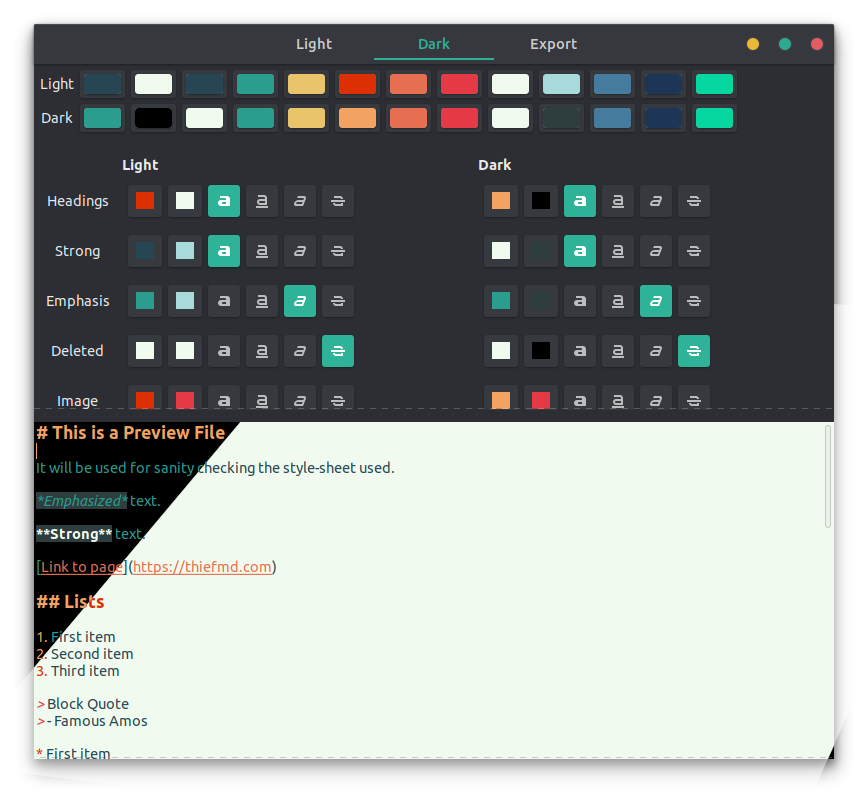 Light Dark Export
Light
Dark
Light Dark
Headings a a a a a a a a
Strong a a a a a a a a
Emphasis a a a a a a a a
Deleted a a a a a a a a
Image a a a a a a a a
# This is a Preview File
It will be used for sanity checking the style-sheet used.
*Emphasized* text.
**Strong** text.
[Link to page](https://thiefmd.com)
## Lists
1. First item
2. Second item
3. Third item
> Block Quote
> - Famous Amos
* First item